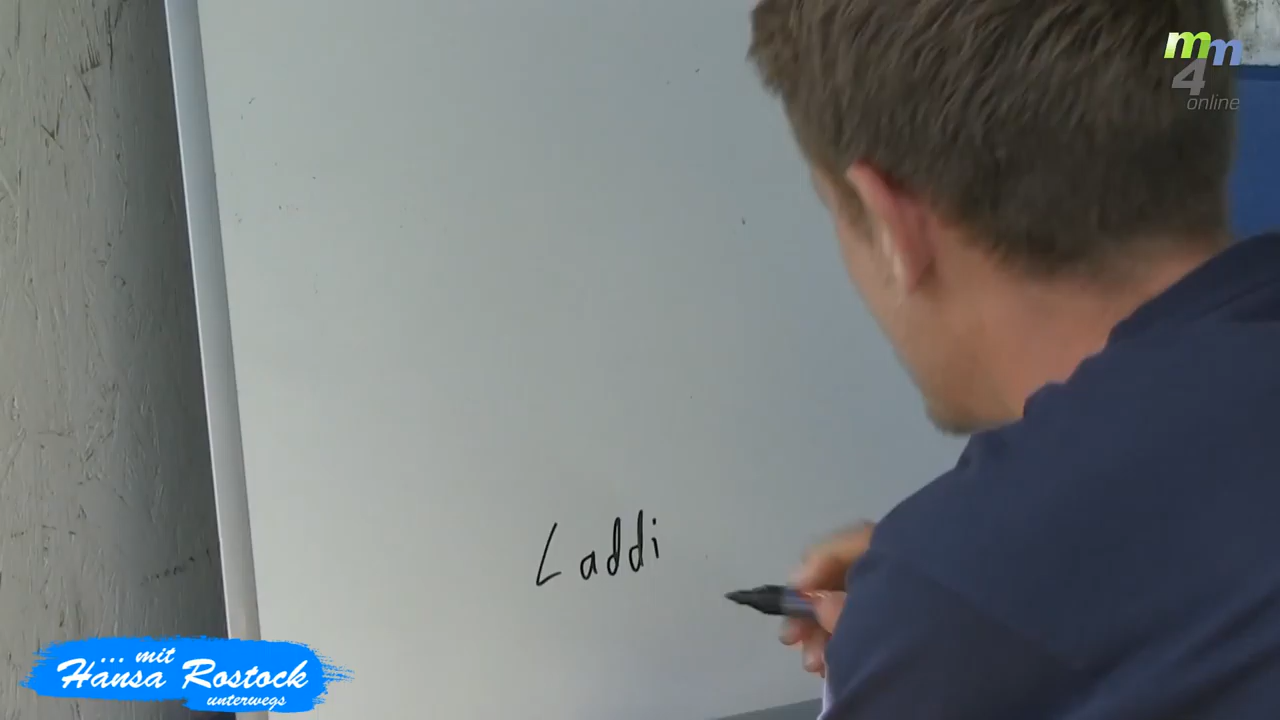 mm
4
online
Laddi
... mit
Hansa Rostock
unterwegs